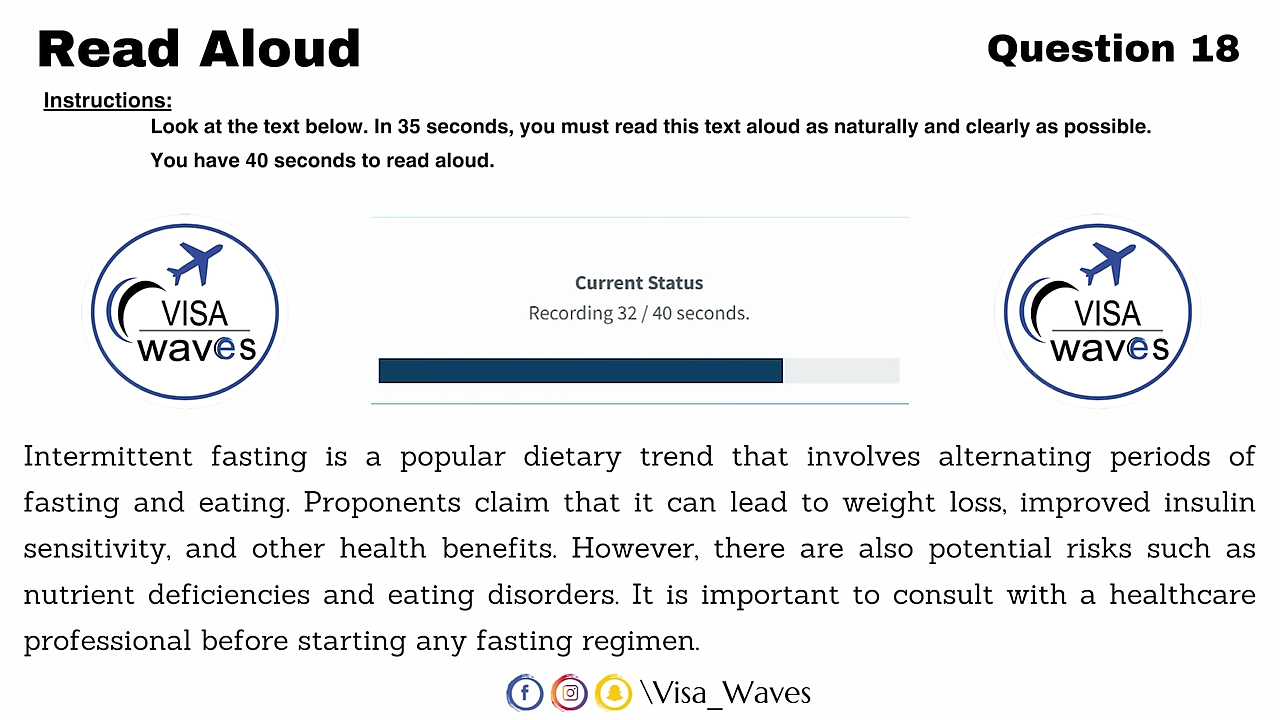 Read Aloud
Question 18
Instructions:
Look at the text below. In 35 seconds, you must read this text aloud as naturally and clearly as possible.
You have 40 seconds to read aloud.
VISA
waves
Current Status
Recording 32 / 40 seconds.
VISA
waves
Intermittent fasting is a popular dietary trend that involves alternating periods of
fasting and eating. Proponents claim that it can lead to weight loss, improved insulin
sensitivity, and other health benefits. However, there are also potential risks such as
nutrient deficiencies and eating disorders. It is important to consult with a healthcare
professional before starting any fasting regimen.
\Visa_Waves